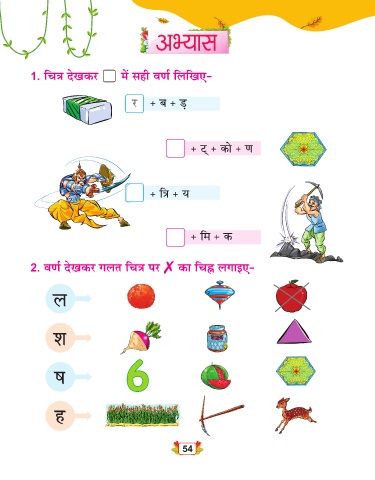 अभ्यास
1. चित्र देखकर में सही वर्ण लिखिए-
र + ब + ड़
+ ट् + को + ण
+ त्रि + य
+ मि + क
2. वर्ण देखकर गलत चित्र पर ✗ का चिह्न लगाइए-
ल
श
ष 6
ह
54